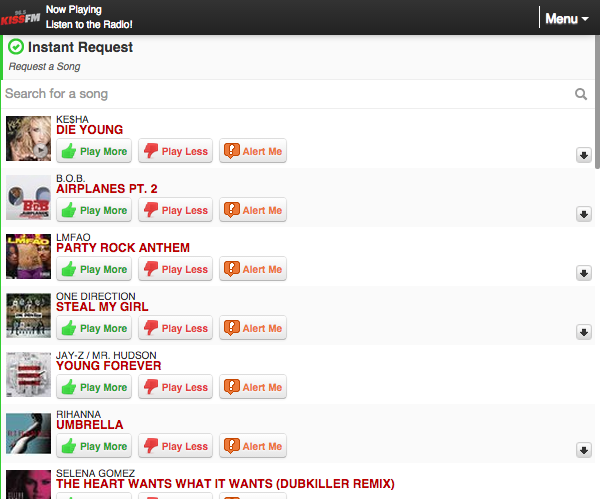 96.5
KISSFM
Now Playing
Listen to the Radio!
Menu
Instant Request
Request a Song
Search for a song
KE$HA
DIE YOUNG
Play More Play Less Alert Me
B.O.B.
AIRPLANES PT. 2
Play More Play Less Alert Me
LMFAO
PARTY ROCK ANTHEM
Play More Play Less Alert Me
ONE DIRECTION
STEAL MY GIRL
Play More Play Less Alert Me
JAY-Z / MR. HUDSON
YOUNG FOREVER
Play More Play Less Alert Me
RIHANNA
UMBRELLA
Play More Play Less Alert Me
SELENA GOMEZ
THE HEART WANTS WHAT IT WANTS (DUBKILLER REMIX)